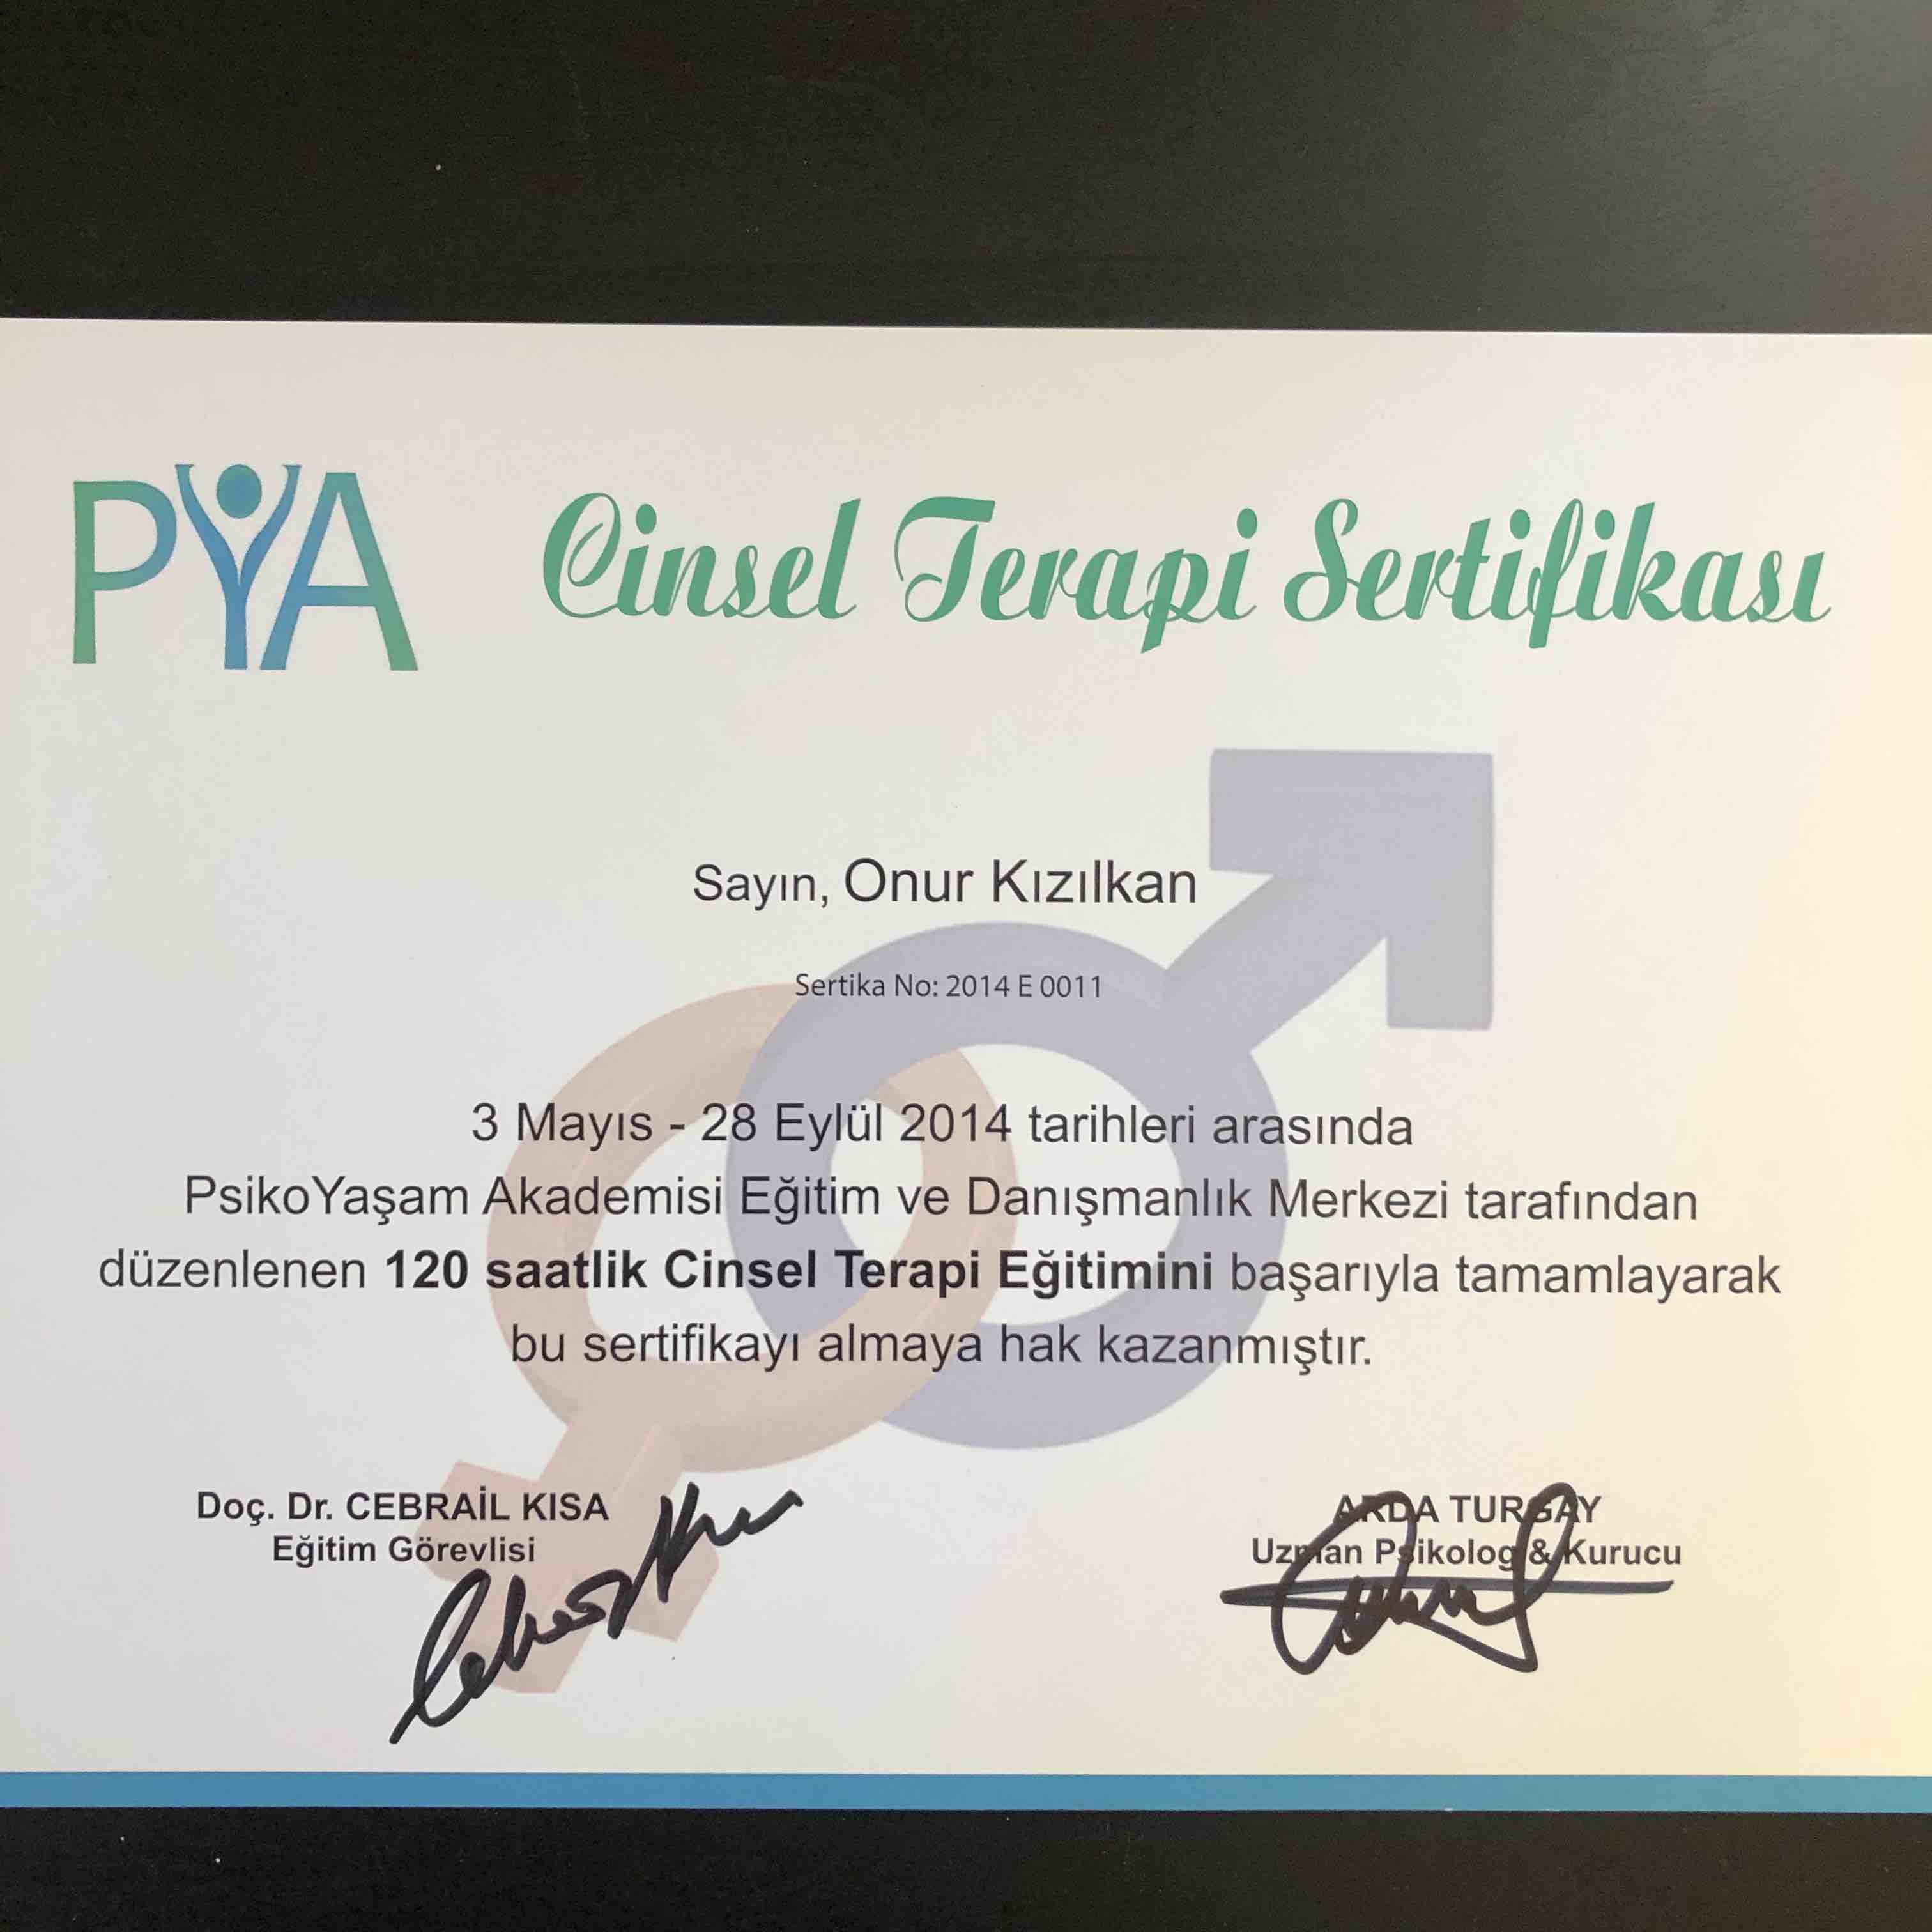 PYA
Cinsel Terapi Sertifikası
Sayın, Onur Kızılkan
Sertika No: 2014 E 0011
3 Mayıs - 28 Eylül 2014 tarihleri arasında
PsikoYaşam Akademisi Eğitim ve Danışmanlık Merkezi tarafından
düzenlenen 120 saatlik Cinsel Terapi Eğitimini başarıyla tamamlayarak
bu sertifikayı almaya hak kazanmıştır.
Doç. Dr. CEBRAİL KISA
Eğitim Görevlisi
ARDA TURGAY
Uzman Psikolog & Kurucu